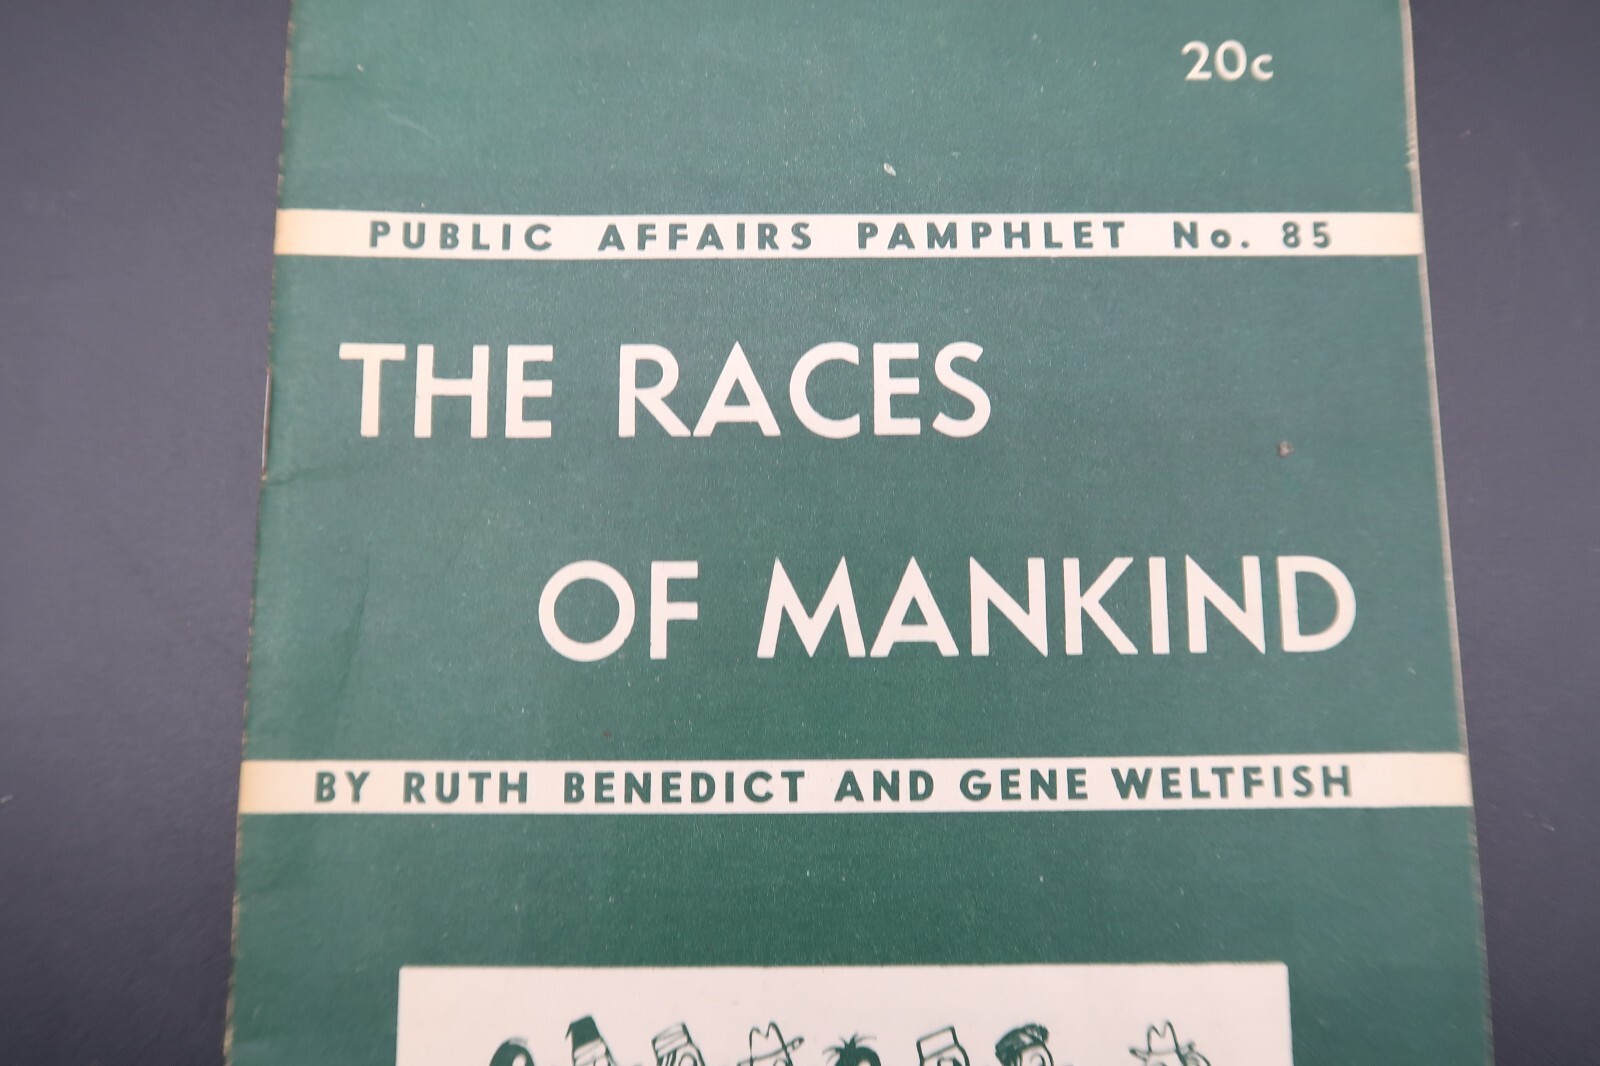 20c
PUBLIC AFFAIRS PAMPHLET No. 85
THE RACES
OF MANKIND
BY RUTH BENEDICT AND GENE WELTFISH